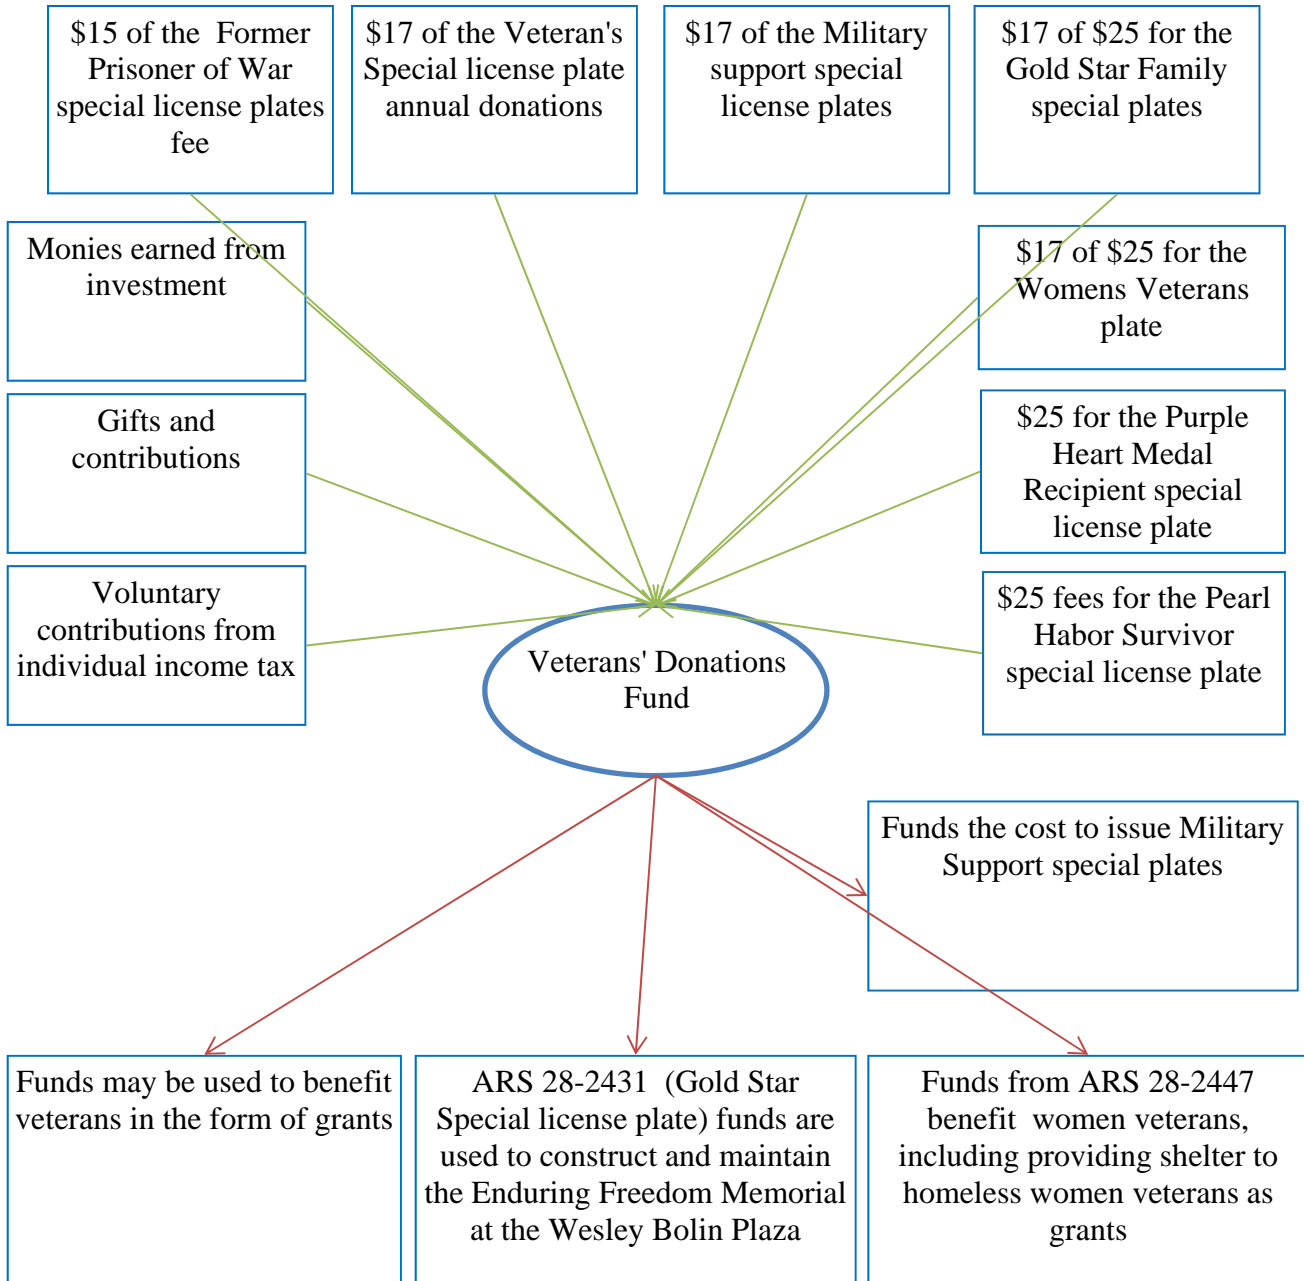 $15 of the Former
Prisoner of War
special license plates
fee
$17 of the Veteran's
Special license plate
annual donations
$17 of the Military
support special
license plates
$17 of $25 for the
Gold Star Family
special plates
Monies earned from
investment
$17 of $25 for the
Womens Veterans
plate
Gifts and
contributions
$25 for the Purple
Heart Medal
Recipient special
license plate
Voluntary
contributions from
individual income tax
$25 fees for the Pearl
Habor Survivor
special license plate
Veterans' Donations
Fund
Funds the cost to issue Military
Support special plates
Funds may be used to benefit
veterans in the form of grants
ARS 28-2431 (Gold Star
Special license plate) funds are
used to construct and maintain
the Enduring Freedom Memorial
at the Wesley Bolin Plaza
Funds from ARS 28-2447
benefit women veterans,
including providing shelter to
homeless women veterans as
grants